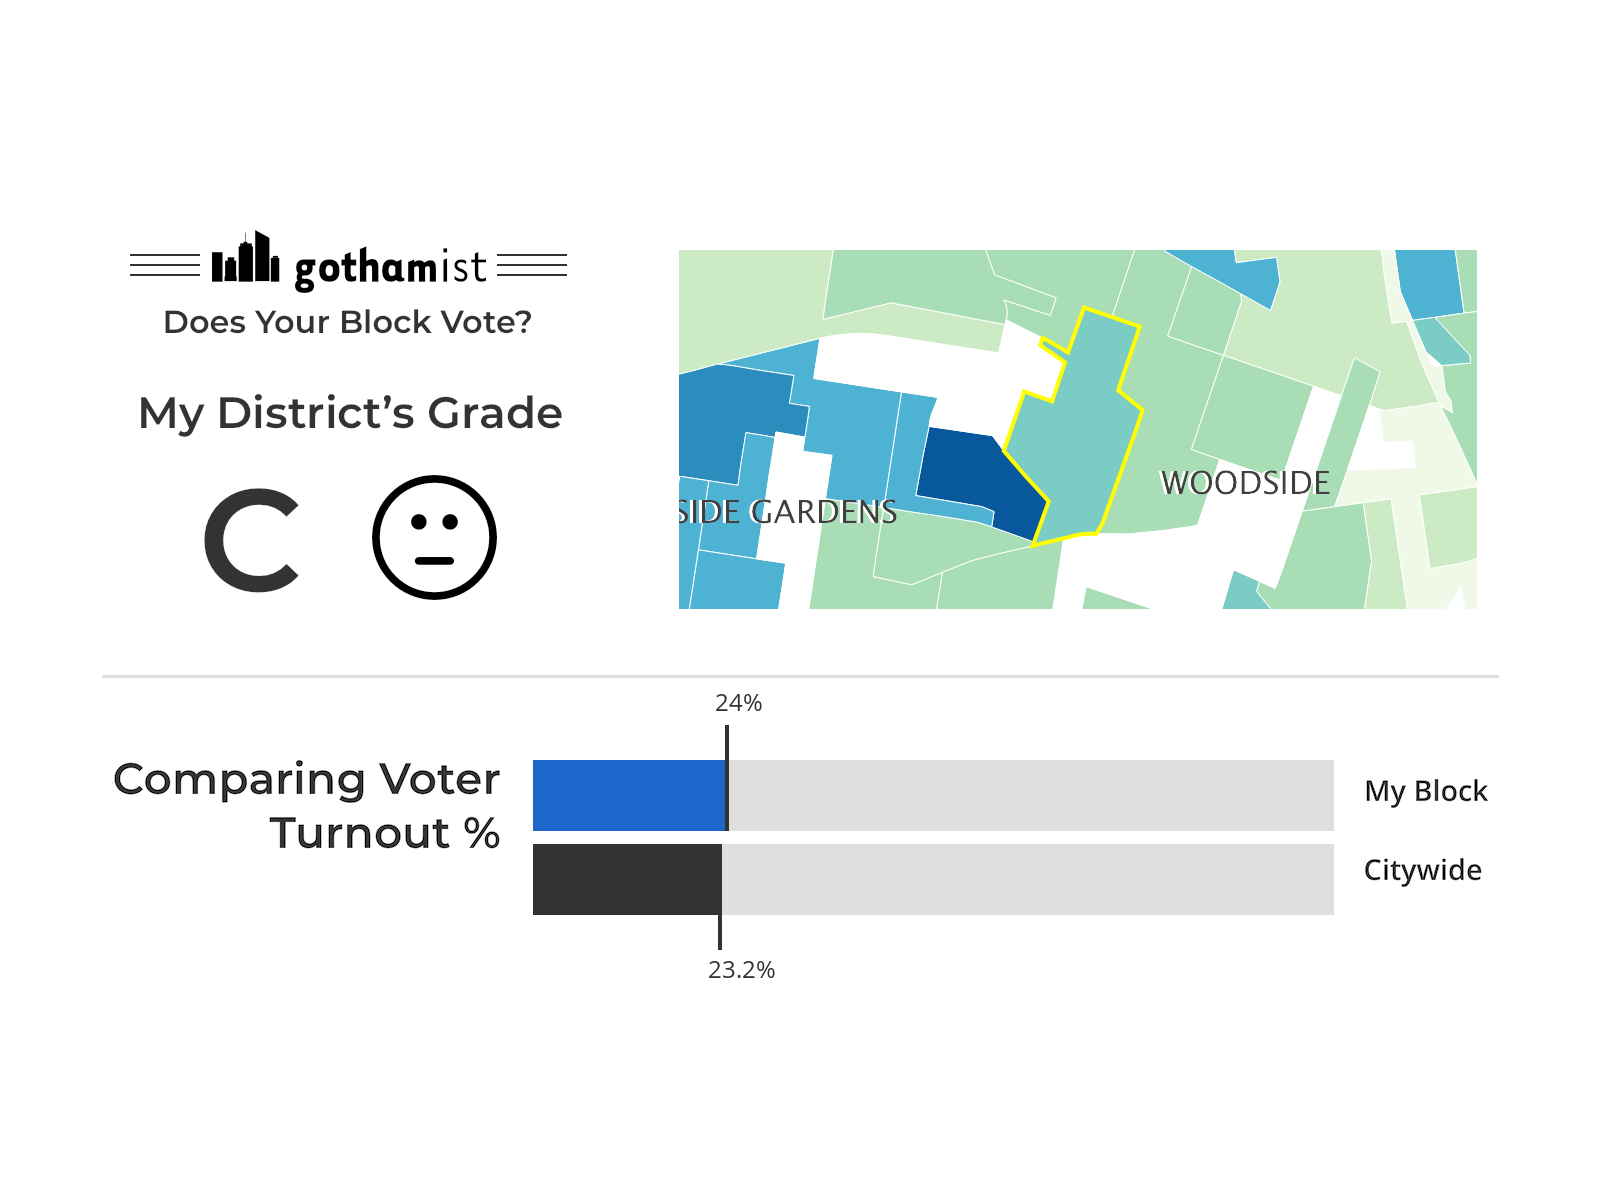 gothamist
Does Your Block Vote?
My District’s Grade
C
SIDE GARDENS
WOODSIDE
24%
Comparing Voter
Turnout %
My Block
Citywide
23.2%